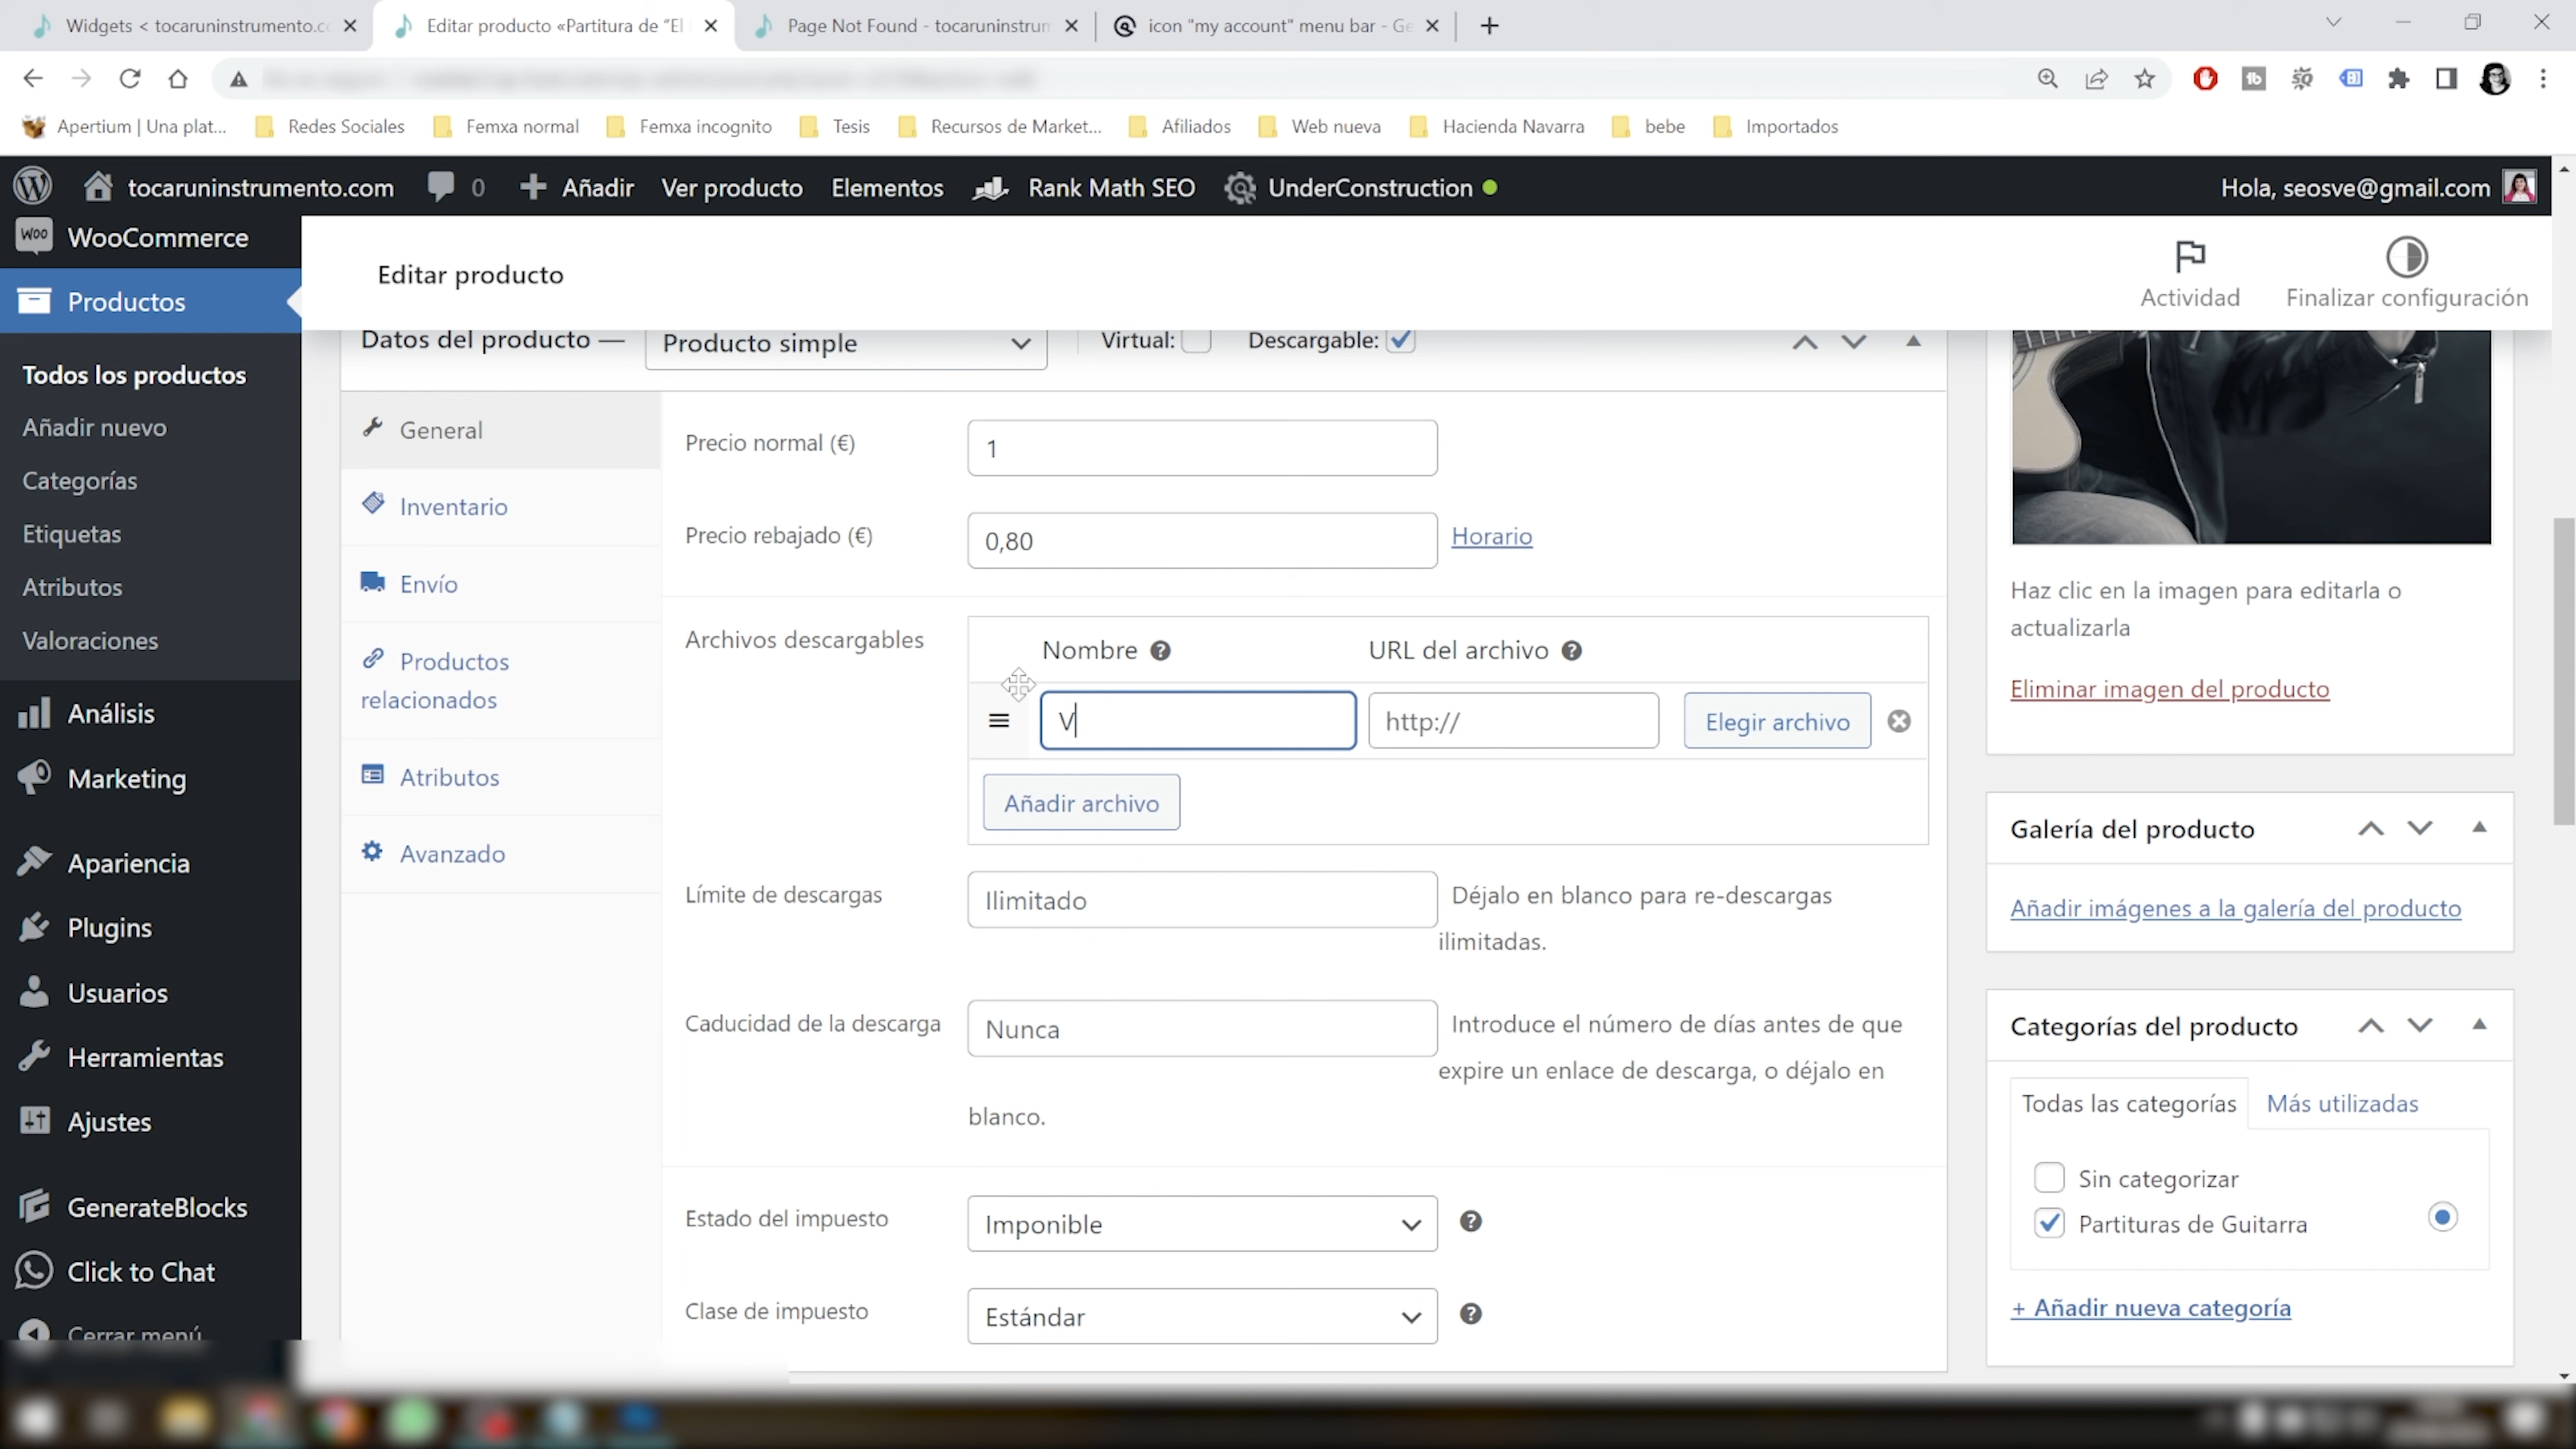 Widgets < tocaruninstrumento.co
Editar producto «Partitura de “El
Page Not Found - tocaruninstrum
icon "my account" menu bar - Ge
Apertium | Una plat...
Redes Sociales
Femxa normal
Femxa incognito
Tesis
Recursos de Market...
Afiliados
Web nueva
Hacienda Navarra
bebe
Importados
tocaruninstrumento.com
0
Añadir
Ver producto
Elementos
Rank Math SEO
UnderConstruction
Hola, seosve@gmail.com
WooCommerce
Productos
Todos los productos
Añadir nuevo
Categorías
Etiquetas
Atributos
Valoraciones
Análisis
Marketing
Apariencia
Plugins
Usuarios
Herramientas
Ajustes
GenerateBlocks
Click to Chat
Cerrar menú
Editar producto
Actividad
Finalizar configuración
Datos del producto —
Producto simple
Virtual:
Descargable:
General
Inventario
Envío
Productos
relacionados
Atributos
Avanzado
Precio normal (€)
1
Precio rebajado (€)
0,80
Horario
Archivos descargables
Nombre
URL del archivo
V
http://
Elegir archivo
Añadir archivo
Límite de descargas
Ilimitado
Déjalo en blanco para re-descargas
ilimitadas.
Caducidad de la descarga
Nunca
Introduce el número de días antes de que
expire un enlace de descarga, o déjalo en
blanco.
Estado del impuesto
Imponible
Clase de impuesto
Estándar
Haz clic en la imagen para editarla o
actualizarla
Eliminar imagen del producto
Galería del producto
Añadir imágenes a la galería del producto
Categorías del producto
Todas las categorías
Más utilizadas
Sin categorizar
Partituras de Guitarra
+ Añadir nueva categoría